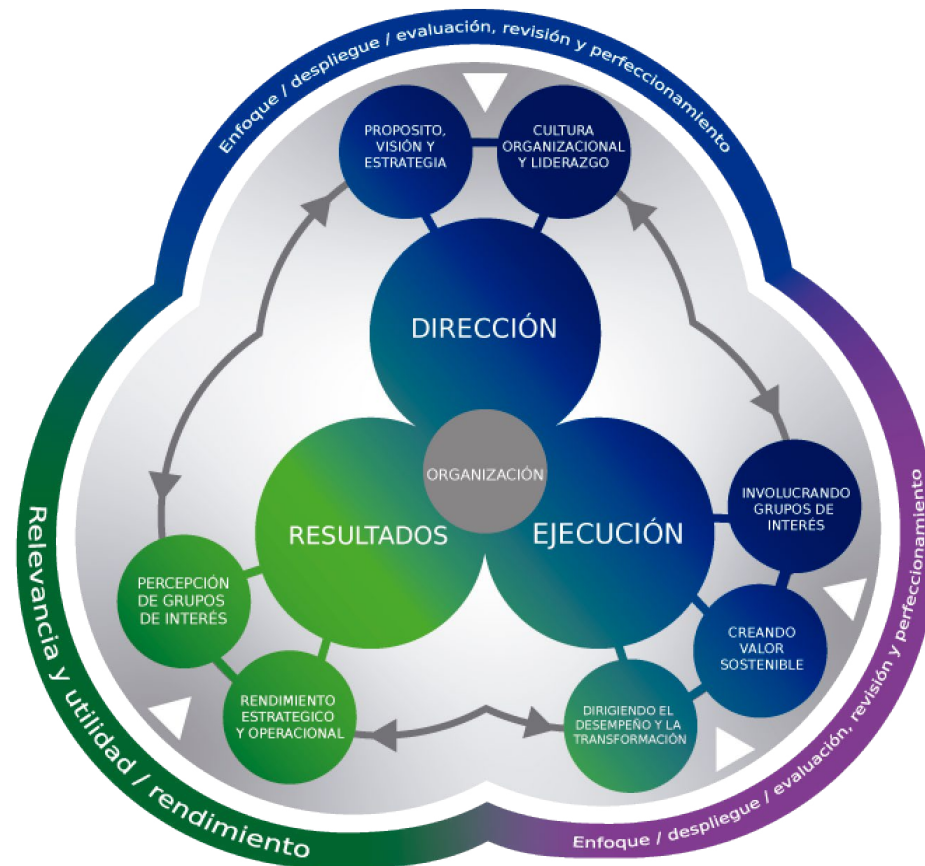 Enfoque / despliegue / evaluación, revisión y perfeccionamiento
PROPOSITO,
VISIÓN Y
ESTRATEGIA
CULTURA
ORGANIZACIONAL
Y LIDERAZGO
DIRECCIÓN
ORGANIZACIÓN
RESULTADOS
EJECUCIÓN
INVOLUCRANDO
GRUPOS DE
INTERÉS
PERCEPCIÓN
DE GRUPOS
DE INTERÉS
CREANDO
VALOR
SOSTENIBLE
RENDIMIENTO
ESTRATEGICO
Y OPERACIONAL
DIRIGIENDO EL
DESEMPEÑO Y LA
TRANSFORMACIÓN
Relevancia y utilidad / rendimiento
Enfoque / despliegue / evaluación, revisión y perfeccionamiento